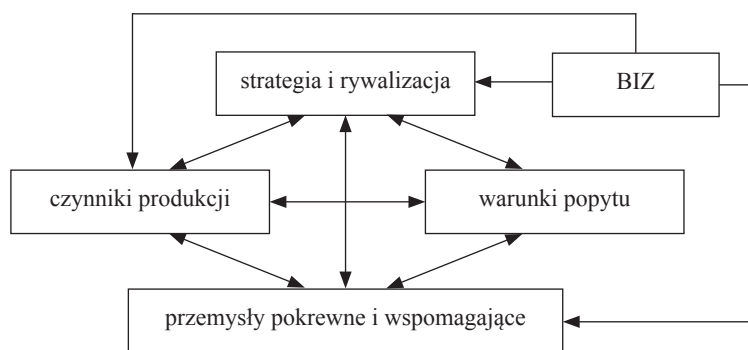 strategia i rywalizacja
BIZ
czynniki produkcji
warunki popytu
przemysły pokrewne i wspomagające